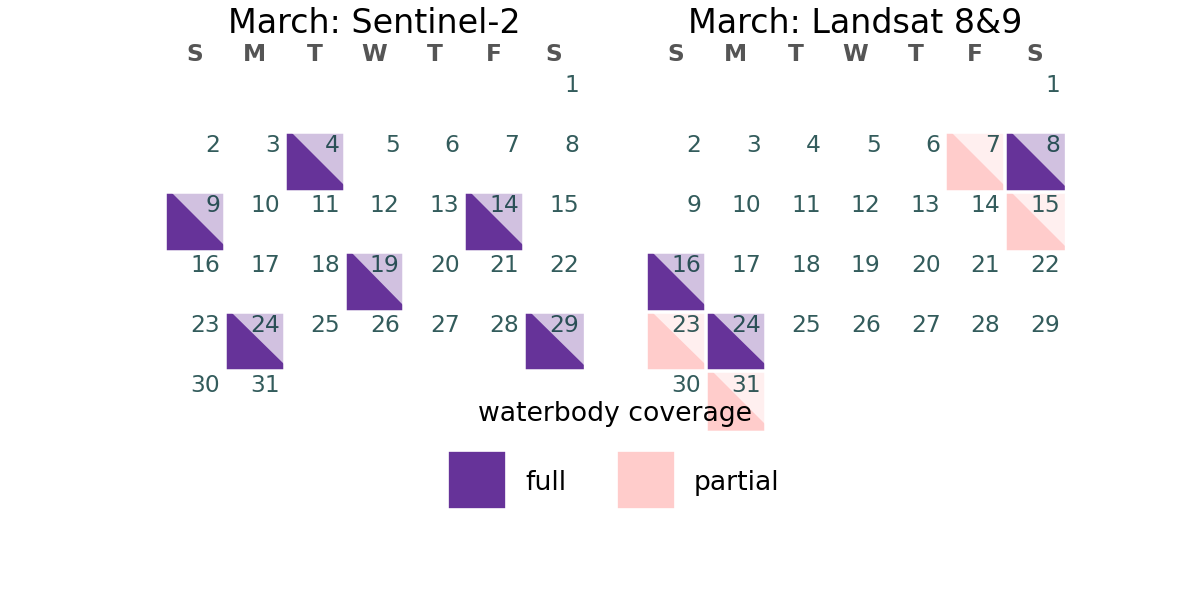 March: Sentinel-2
S M T W T F S
1
2 3 4 5 6 7 8
9 10 11 12 13 14 15
16 17 18 19 20 21 22
23 24 25 26 27 28 29
30 31
March: Landsat 8&9
S M T W T F S
1
2 3 4 5 6 7 8
9 10 11 12 13 14 15
16 17 18 19 20 21 22
23 24 25 26 27 28 29
30 31
waterbody coverage
full partial